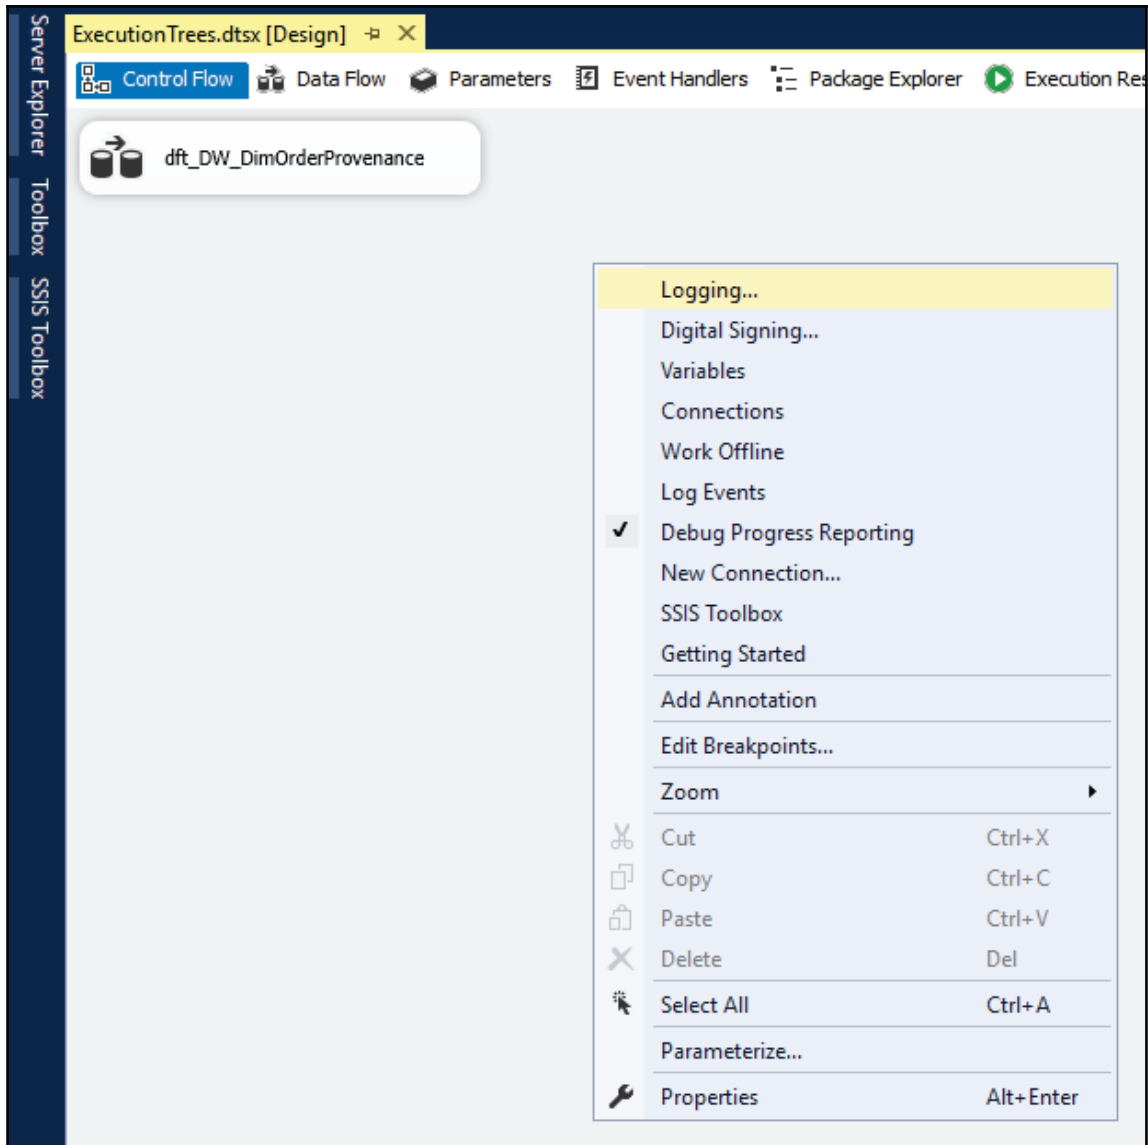 ExecutionTrees.dtsx [Design]
Control Flow Data Flow Parameters Event Handlers Package Explorer Execution Res
Server Explorer
Toolbox
SSIS Toolbox
dft_DW_DimOrderProvenance
Logging...
Digital Signing...
Variables
Connections
Work Offline
Log Events
Debug Progress Reporting
New Connection...
SSIS Toolbox
Getting Started
Add Annotation
Edit Breakpoints...
Zoom
Cut Ctrl+X
Copy Ctrl+C
Paste Ctrl+V
Delete Del
Select All Ctrl+A
Parameterize...
Properties Alt+Enter